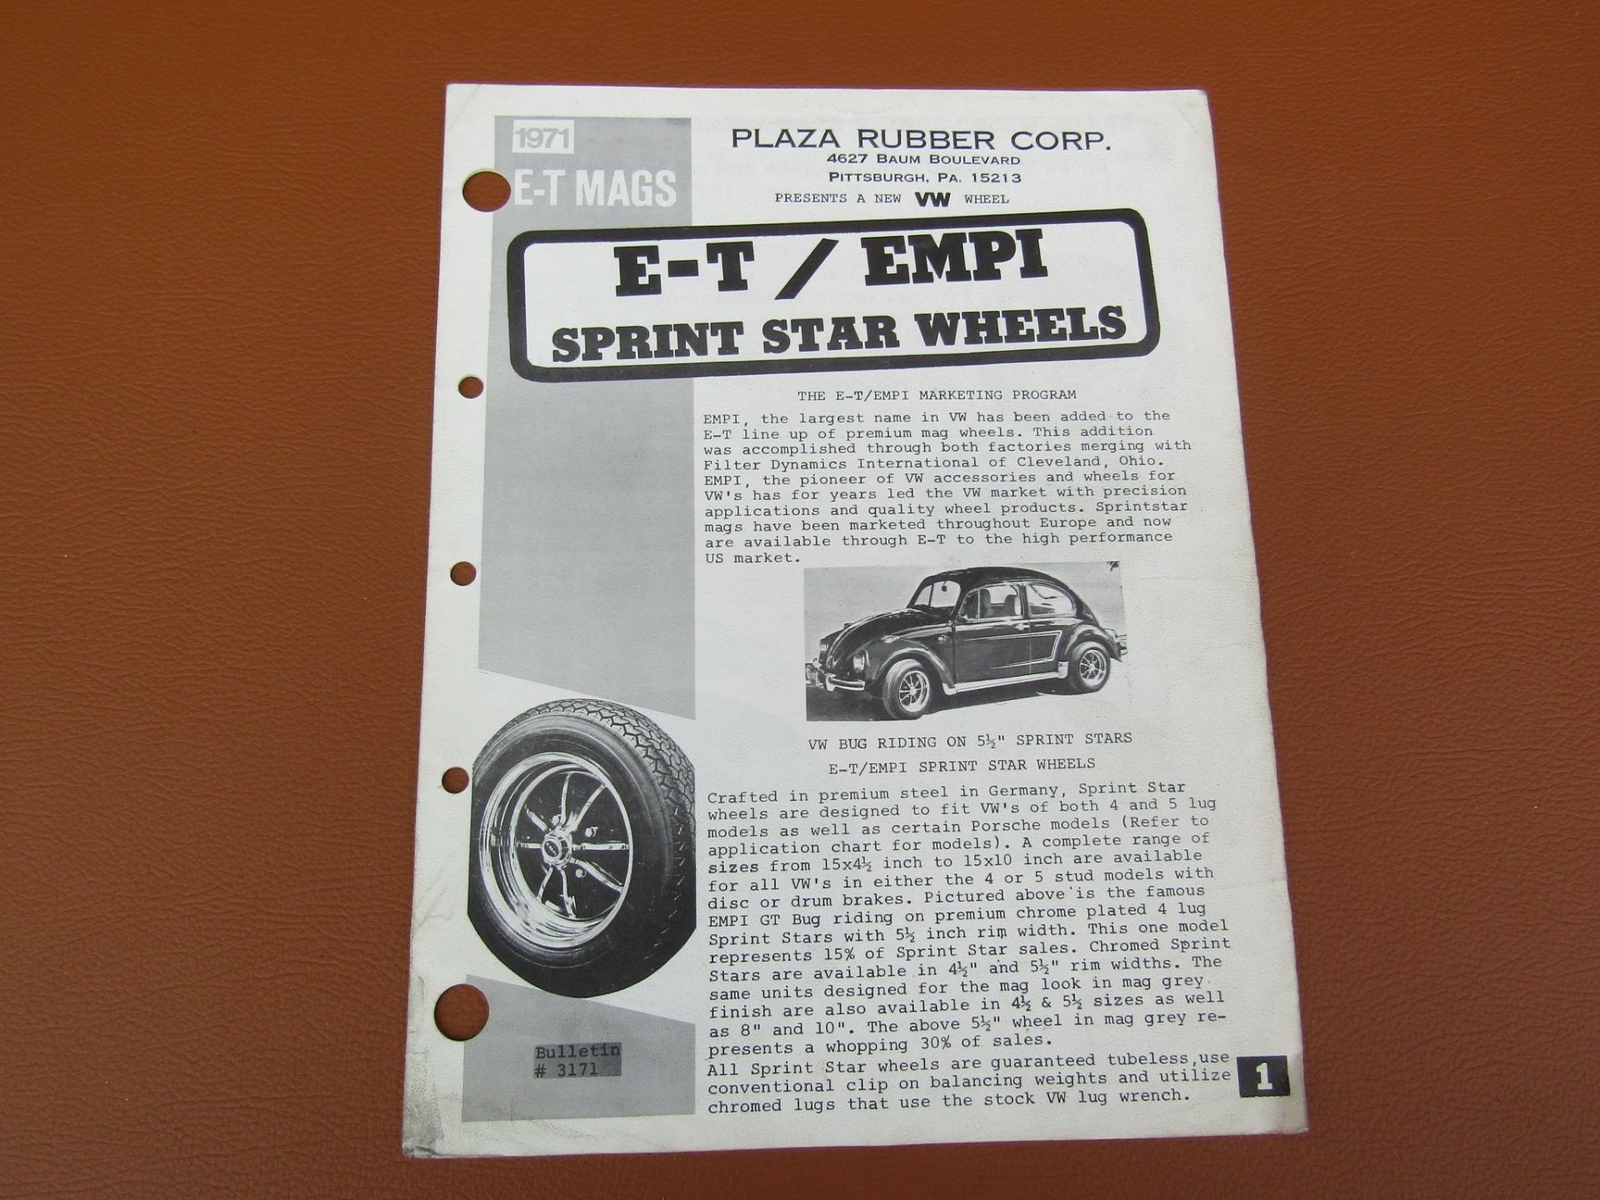 1971
E-T MAGS
PLAZA RUBBER CORP.
4627 BAUM BOULEVARD
PITTSBURGH, PA. 15213
PRESENTS A NEW VW WHEEL
E-T / EMPI
SPRINT STAR WHEELS
THE E-T/EMPI MARKETING PROGRAM
EMPI, the largest name in VW has been added to the
E-T line up of premium mag wheels. This addition
was accomplished through both factories merging with
Filter Dynamics International of Cleveland, Ohio.
EMPI, the pioneer of VW accessories and wheels for
VW's has for years led the VW market with precision
applications and quality wheel products. Sprintstar
mags have been marketed throughout Europe and now
are available through E-T to the high performance
US market.
VW BUG RIDING ON 5½" SPRINT STARS
E-T/EMPI SPRINT STAR WHEELS
Crafted in premium steel in Germany, Sprint Star
wheels are designed to fit VW's of both 4 and 5 lug
models as well as certain Porsche models (Refer to
application chart for models). A complete range of
sizes from 15x4½ inch to 15x10 inch are available
for all VW's in either the 4 or 5 stud models with
disc or drum brakes. Pictured above is the famous
EMPI GT Bug riding on premium chrome plated 4 lug
Sprint Stars with 5½ inch rim width. This one model
represents 15% of Sprint Star sales. Chromed Sprint
Stars are available in 4½" and 5½" rim widths. The
same units designed for the mag look in mag grey
finish are also available in 4½ & 5½ sizes as well
as 8" and 10". The above 5½" wheel in mag grey re-
presents a whopping 30% of sales.
All Sprint Star wheels are guaranteed tubeless,use
conventional clip on balancing weights and utilize
chromed lugs that use the stock VW lug wrench.
Bulletin
# 3171
1